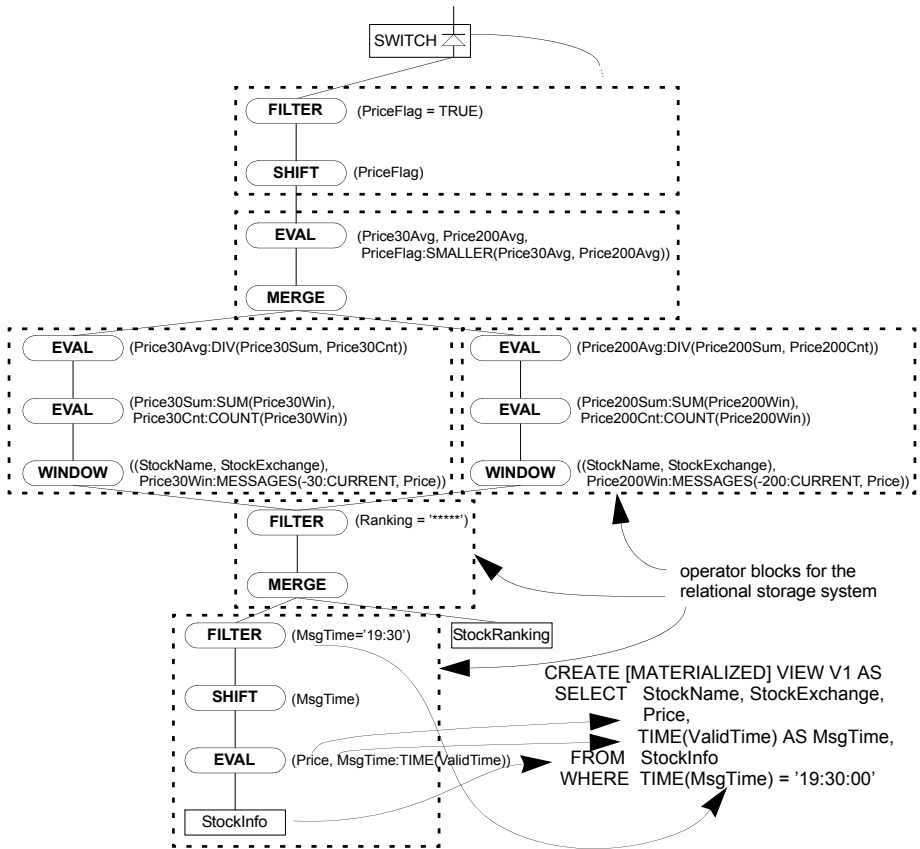 SWITCH
FILTER (PriceFlag = TRUE)
SHIFT (PriceFlag)
EVAL (Price30Avg, Price200Avg,
PriceFlag:SMALLER(Price30Avg, Price200Avg))
MERGE
EVAL (Price30Avg:DIV(Price30Sum, Price30Cnt))
EVAL (Price30Sum:SUM(Price30Win),
Price30Cnt:COUNT(Price30Win))
WINDOW ((StockName, StockExchange),
Price30Win:MESSAGES(-30:CURRENT, Price))
EVAL (Price200Avg:DIV(Price200Sum, Price200Cnt))
EVAL (Price200Sum:SUM(Price200Win),
Price200Cnt:COUNT(Price200Win))
WINDOW ((StockName, StockExchange),
Price200Win:MESSAGES(-200:CURRENT, Price))
FILTER (Ranking = '*****')
MERGE
operator blocks for the
relational storage system
FILTER (MsgTime='19:30')
StockRanking
SHIFT (MsgTime)
EVAL (Price, MsgTime:TIME(ValidTime))
StockInfo
CREATE [MATERIALIZED] VIEW V1 AS
SELECT StockName, StockExchange,
Price,
TIME(ValidTime) AS MsgTime,
FROM StockInfo
WHERE TIME(MsgTime) = '19:30:00'